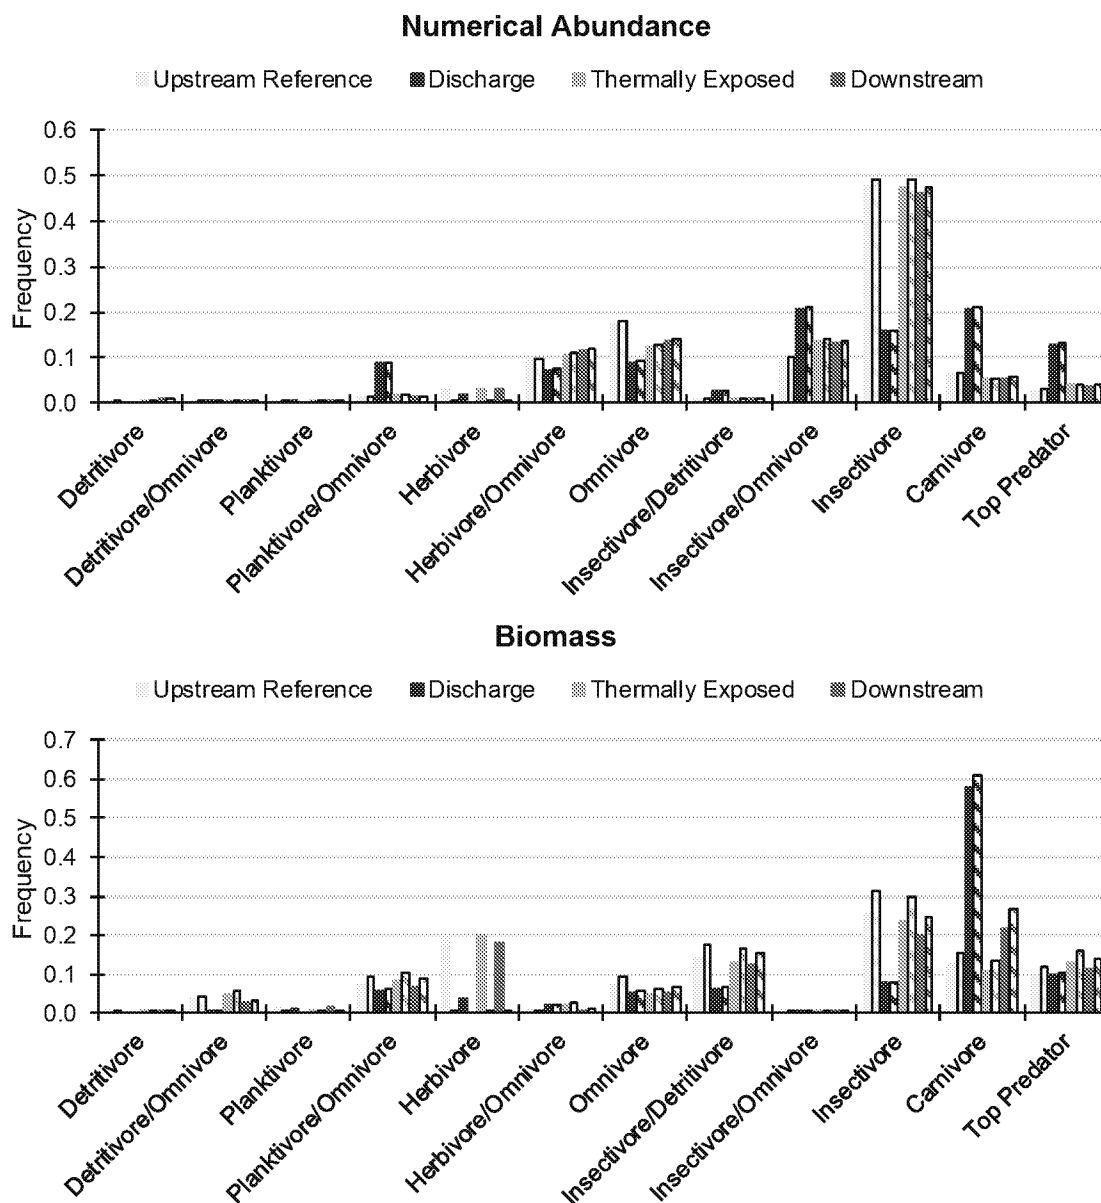 Numerical Abundance
Upstream Reference Discharge Thermally Exposed Downstream
Frequency
0.6
0.5
0.4
0.3
0.2
0.1
0.0
Detritivore
Detritivore/Omnivore
Planktivore
Planktivore/Omnivore
Herbivore
Herbivore/Omnivore
Omnivore
Insectivore/Detritivore
Insectivore/Omnivore
Insectivore
Carnivore
Top Predator
Biomass
Upstream Reference Discharge Thermally Exposed Downstream
Frequency
0.7
0.6
0.5
0.4
0.3
0.2
0.1
0.0
Detritivore
Detritivore/Omnivore
Planktivore
Planktivore/Omnivore
Herbivore
Herbivore/Omnivore
Omnivore
Insectivore/Detritivore
Insectivore/Omnivore
Insectivore
Carnivore
Top Predator